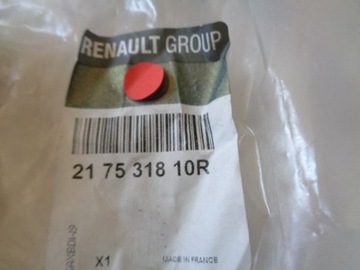 RENAULT GROUP
21 75 318 10R
X1
MADE IN FRANCE